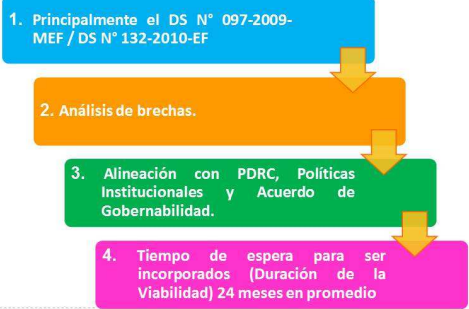 1. Principalmente el DS N° 097-2009-
MEF / DS N° 132-2010-EF
2. Análisis de brechas.
3. Alineación con PDRC, Políticas
Institucionales y Acuerdo de
Gobernabilidad.
4. Tiempo de espera para ser
incorporados (Duración de la
Viabilidad) 24 meses en promedio